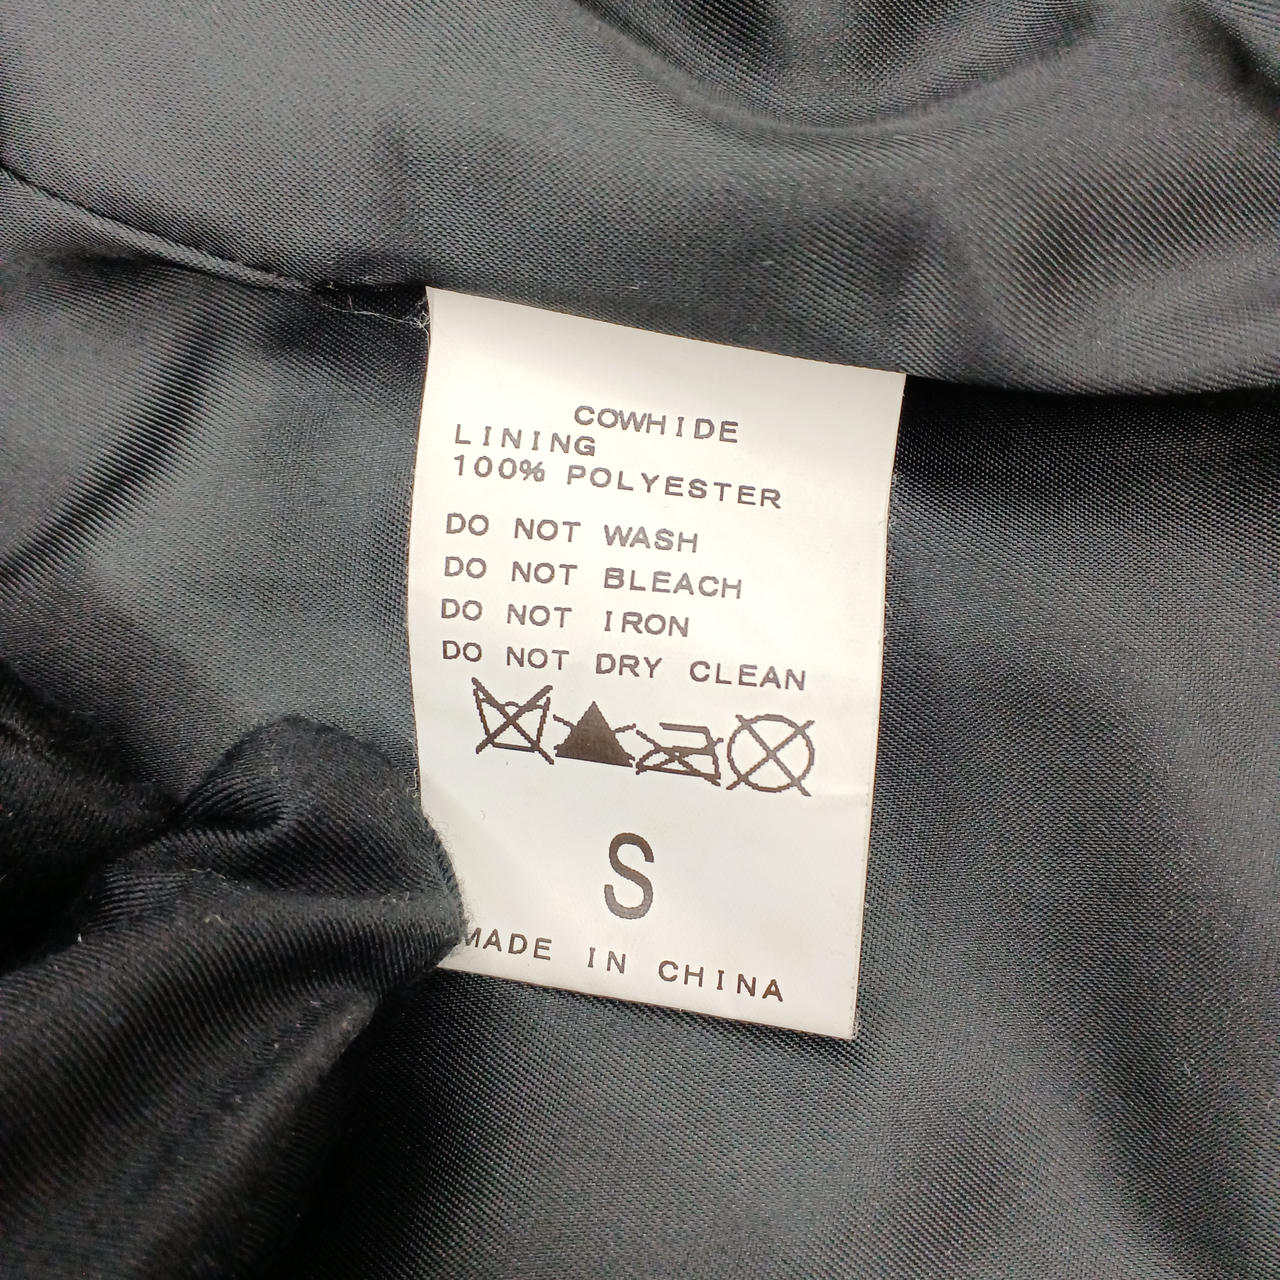 COWHIDE
LINING
100% POLYESTER
DO NOT WASH
DO NOT BLEACH
DO NOT IRON
DO NOT DRY CLEAN
S
MADE IN CHINA